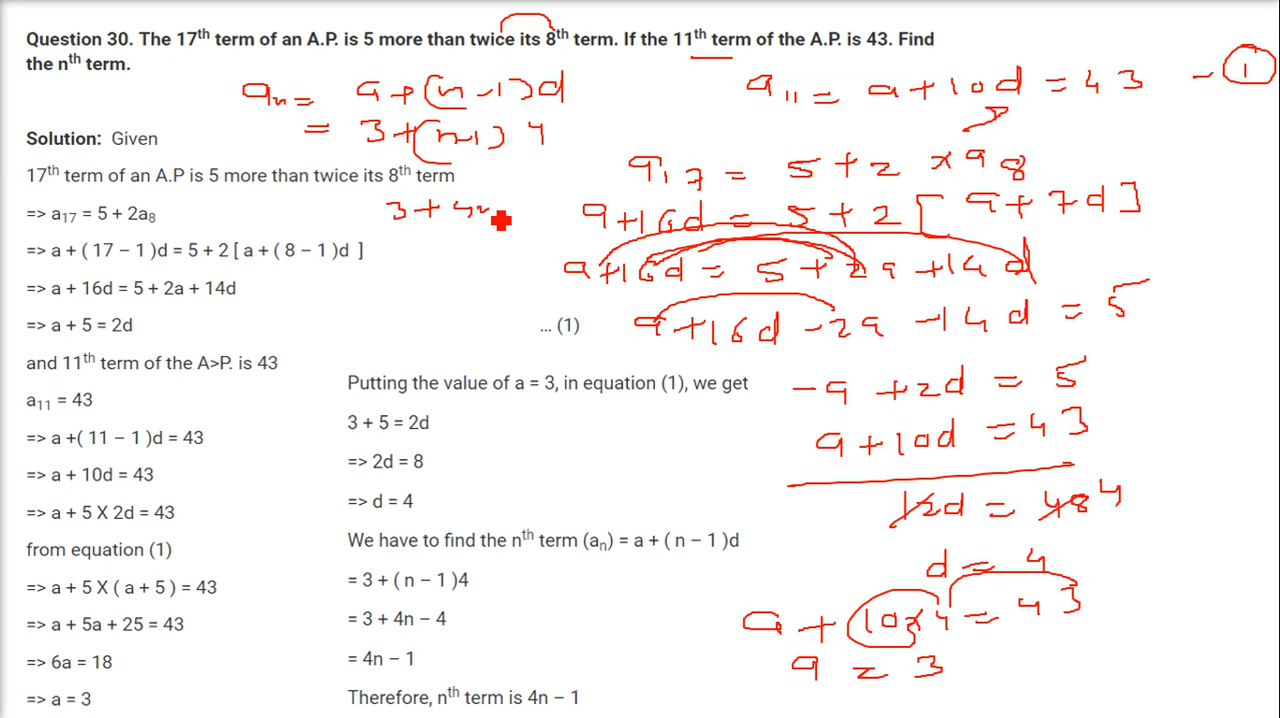 Question 30. The 17th term of an A.P. is 5 more than twice its 8th term. If the 11th term of the A.P. is 43. Find
the nth term.
an = a + (n - 1) d
= 3 + (n-1) 4
a11 = a + 10d = 43 - 1
Solution: Given
17th term of an A.P is 5 more than twice its 8th term
=> a17 = 5 + 2a8
=> a + ( 17 – 1 )d = 5 + 2 [ a + ( 8 – 1 )d ]
=> a + 16d = 5 + 2a + 14d
=> a + 5 = 2d ... (1)
and 11th term of the A>P. is 43
a11 = 43
=> a +( 11 – 1 )d = 43
=> a + 10d = 43
=> a + 5 X 2d = 43
from equation (1)
=> a + 5 X ( a + 5 ) = 43
=> a + 5a + 25 = 43
=> 6a = 18
=> a = 3
3 + 4n
Putting the value of a = 3, in equation (1), we get
3 + 5 = 2d
=> 2d = 8
=> d = 4
We have to find the nth term (an) = a + ( n – 1 )d
= 3 + ( n – 1 )4
= 3 + 4n – 4
= 4n – 1
Therefore, nth term is 4n – 1
a17 = 5 + 2 × a8
a + 16d = 5 + 2 [ a + 7d ]
a + 16d = 5 + 2a + 14d
a + 16d - 2a - 14d = 5
- a + 2d = 5
a + 10d = 43
12d = 48 4
d = 4
a + 10×4 = 43
a = 3